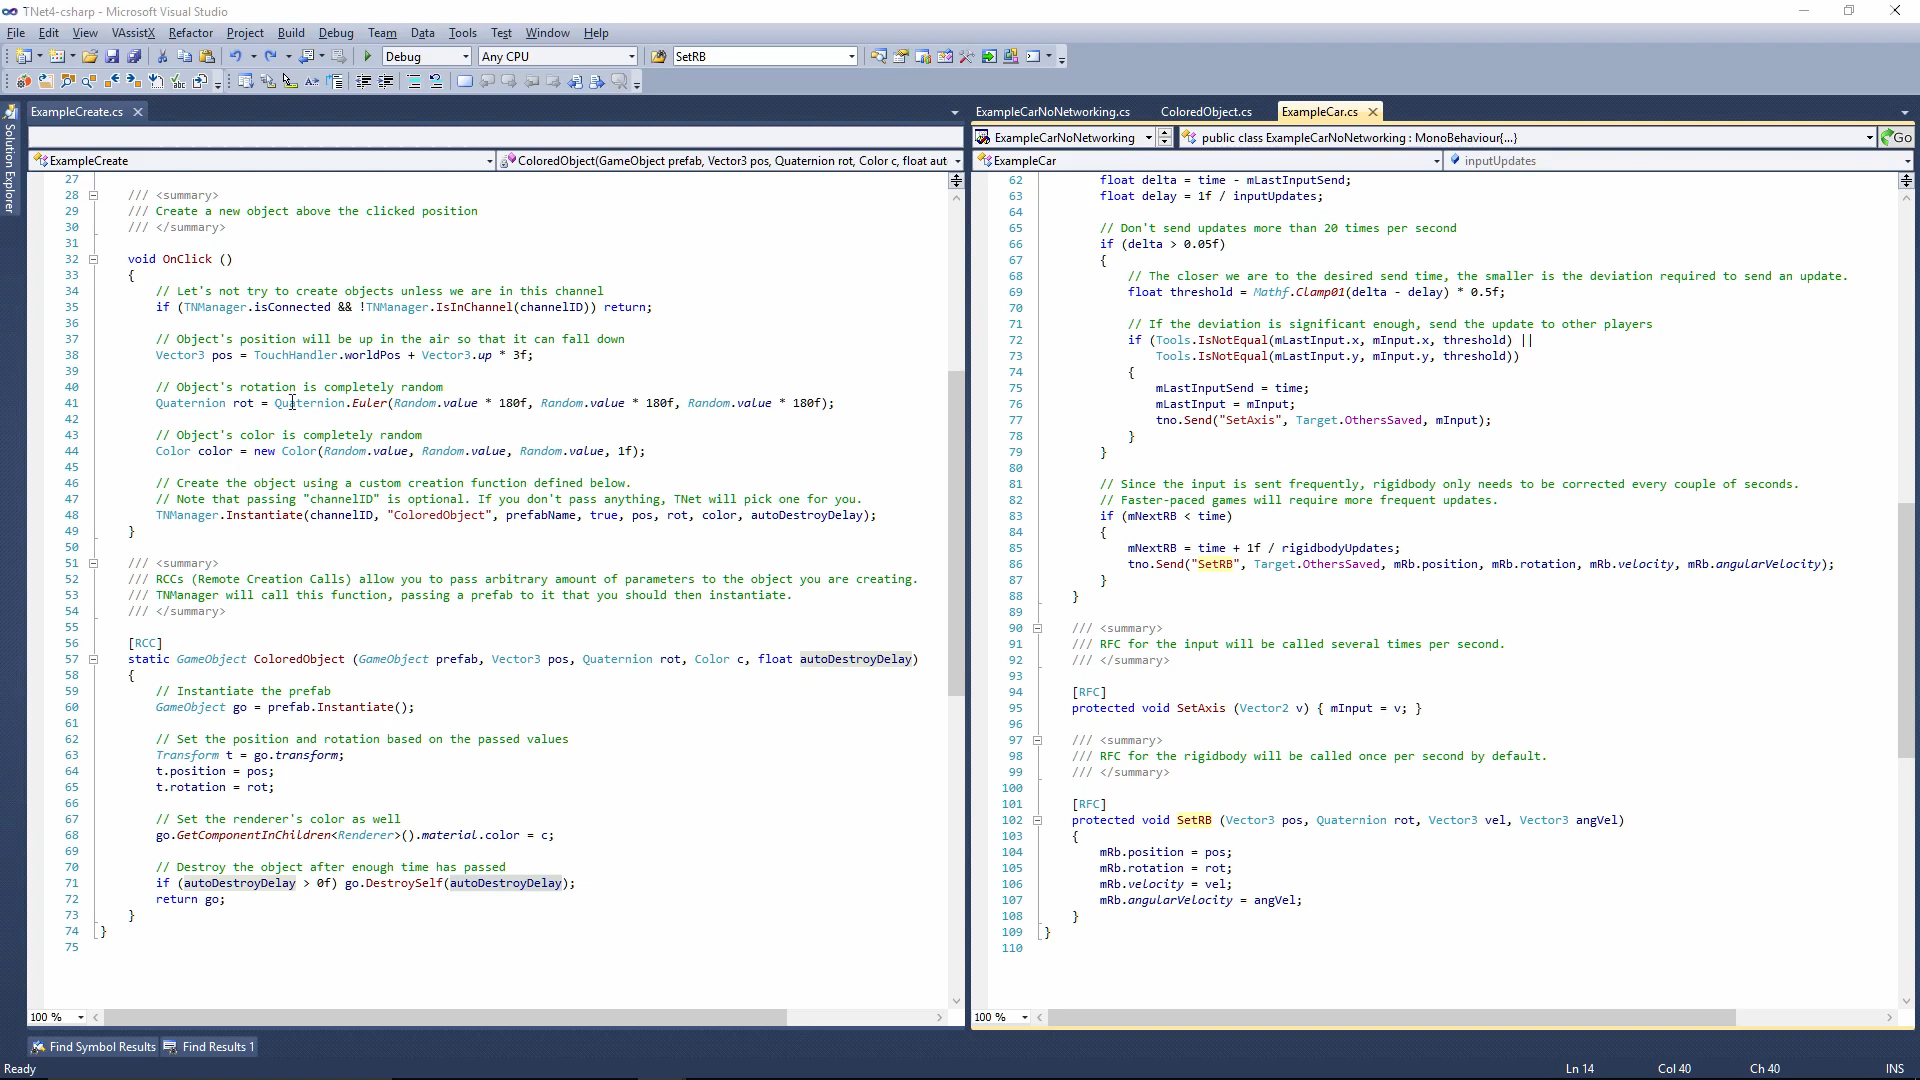 TNet4-csharp - Microsoft Visual Studio
File Edit View VAssistX Refactor Project Build Debug Team Data Tools Test Window Help
Debug Any CPU SetRB
Solution Explorer
ExampleCreate.cs
ExampleCreate ColoredObject(GameObject prefab, Vector3 pos, Quaternion rot, Color c, float aut
27
28 /// <summary>
29 /// Create a new object above the clicked position
30 /// </summary>
31
32 void OnClick ()
33 {
34 // Let's not try to create objects unless we are in this channel
35 if (TNManager.isConnected && !TNManager.IsInChannel(channelID)) return;
36
37 // Object's position will be up in the air so that it can fall down
38 Vector3 pos = TouchHandler.worldPos + Vector3.up * 3f;
39
40 // Object's rotation is completely random
41 Quaternion rot = Quaternion.Euler(Random.value * 180f, Random.value * 180f, Random.value * 180f);
42
43 // Object's color is completely random
44 Color color = new Color(Random.value, Random.value, Random.value, 1f);
45
46 // Create the object using a custom creation function defined below.
47 // Note that passing "channelID" is optional. If you don't pass anything, TNet will pick one for you.
48 TNManager.Instantiate(channelID, "ColoredObject", prefabName, true, pos, rot, color, autoDestroyDelay);
49 }
50
51 /// <summary>
52 /// RCCs (Remote Creation Calls) allow you to pass arbitrary amount of parameters to the object you are creating.
53 /// TNManager will call this function, passing a prefab to it that you should then instantiate.
54 /// </summary>
55
56 [RCC]
57 static GameObject ColoredObject (GameObject prefab, Vector3 pos, Quaternion rot, Color c, float autoDestroyDelay)
58 {
59 // Instantiate the prefab
60 GameObject go = prefab.Instantiate();
61
62 // Set the position and rotation based on the passed values
63 Transform t = go.transform;
64 t.position = pos;
65 t.rotation = rot;
66
67 // Set the renderer's color as well
68 go.GetComponentInChildren<Renderer>().material.color = c;
69
70 // Destroy the object after enough time has passed
71 if (autoDestroyDelay > 0f) go.DestroySelf(autoDestroyDelay);
72 return go;
73 }
74 }
75
100 %
ExampleCarNoNetworking.cs ColoredObject.cs ExampleCar.cs
ExampleCarNoNetworking public class ExampleCarNoNetworking : MonoBehaviour{...} Go
ExampleCar inputUpdates
62 float delta = time - mLastInputSend;
63 float delay = 1f / inputUpdates;
64
65 // Don't send updates more than 20 times per second
66 if (delta > 0.05f)
67 {
68 // The closer we are to the desired send time, the smaller is the deviation required to send an update.
69 float threshold = Mathf.Clamp01(delta - delay) * 0.5f;
70
71 // If the deviation is significant enough, send the update to other players
72 if (Tools.IsNotEqual(mLastInput.x, mInput.x, threshold) ||
73 Tools.IsNotEqual(mLastInput.y, mInput.y, threshold))
74 {
75 mLastInputSend = time;
76 mLastInput = mInput;
77 tno.Send("SetAxis", Target.OthersSaved, mInput);
78 }
79 }
80
81 // Since the input is sent frequently, rigidbody only needs to be corrected every couple of seconds.
82 // Faster-paced games will require more frequent updates.
83 if (mNextRB < time)
84 {
85 mNextRB = time + 1f / rigidbodyUpdates;
86 tno.Send("SetRB", Target.OthersSaved, mRb.position, mRb.rotation, mRb.velocity, mRb.angularVelocity);
87 }
88 }
89
90 /// <summary>
91 /// RFC for the input will be called several times per second.
92 /// </summary>
93
94 [RFC]
95 protected void SetAxis (Vector2 v) { mInput = v; }
96
97 /// <summary>
98 /// RFC for the rigidbody will be called once per second by default.
99 /// </summary>
100
101 [RFC]
102 protected void SetRB (Vector3 pos, Quaternion rot, Vector3 vel, Vector3 angVel)
103 {
104 mRb.position = pos;
105 mRb.rotation = rot;
106 mRb.velocity = vel;
107 mRb.angularVelocity = angVel;
108 }
109 }
110
100 %
Find Symbol Results Find Results 1
Ready Ln 14 Col 40 Ch 40 INS